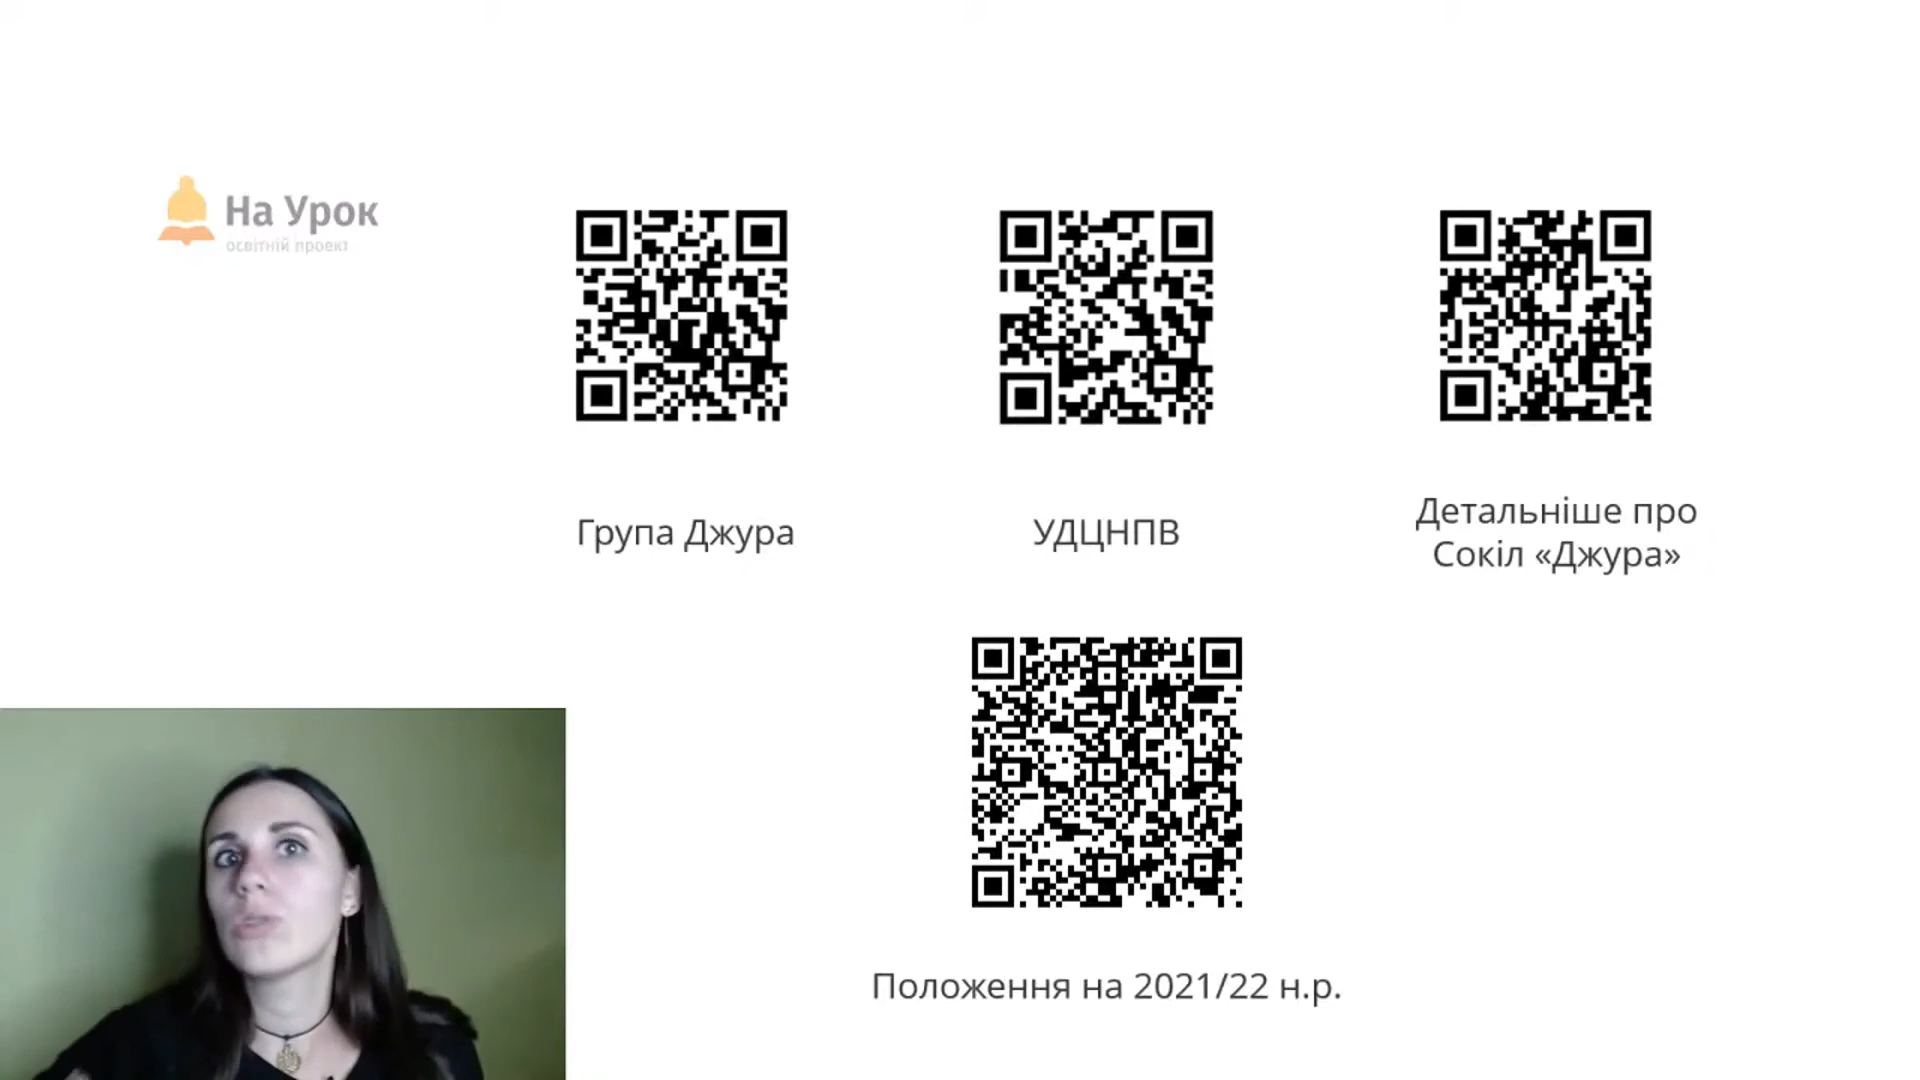 На Урок
освітній проект
Група Джура
УДЦНПВ
Детальніше про
Сокіл «Джура»
Положення на 2021/22 н.р.